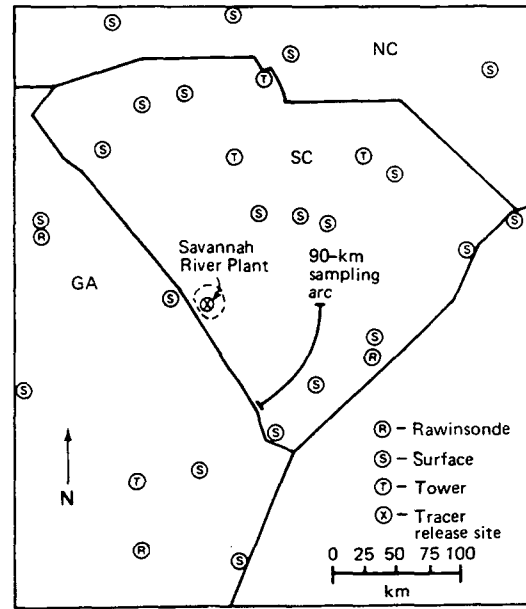 S
S
S
NC
S
T
S
S
S
T
SC
T
S
S
S
S
S
S
R
S
Savannah
River Plant
90-km
sampling
arc
GA
S
X
S
R
S
S
S
R – Rawinsonde
S – Surface
T – Tower
X – Tracer
release site
N
T
S
R
S
0 25 50 75 100
km